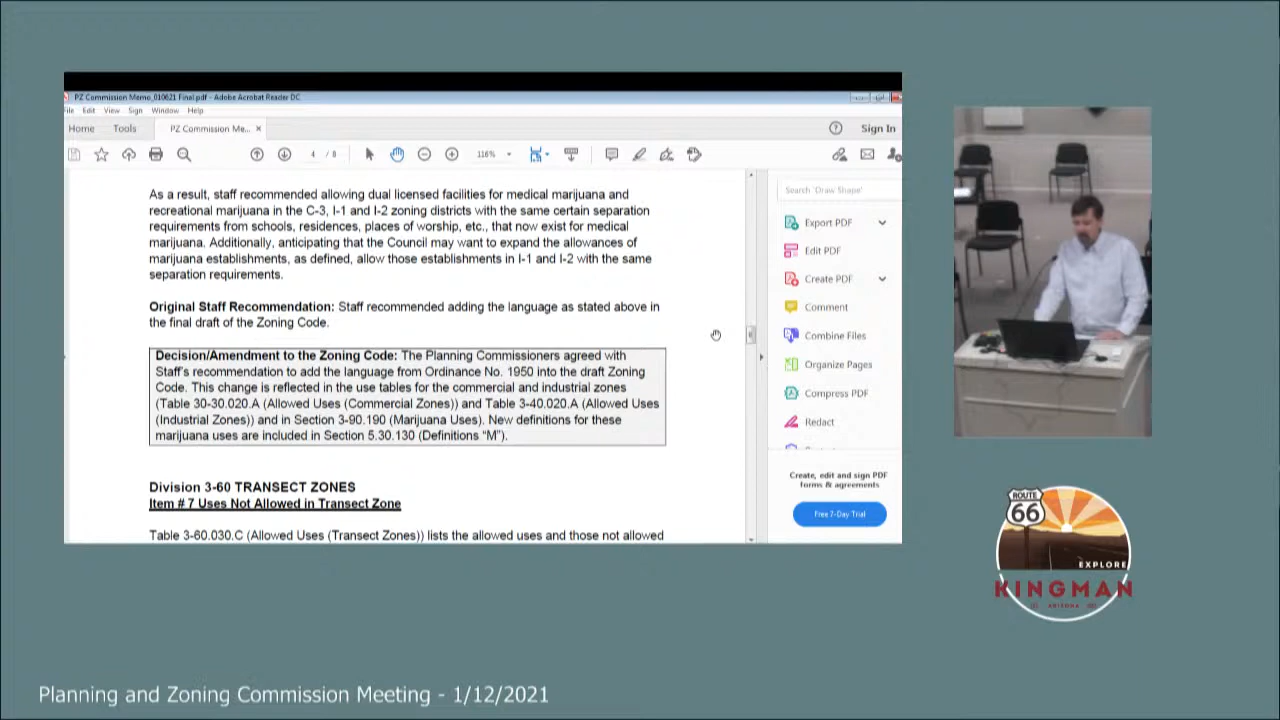 PZ Commission Memo_010621 Final.pdf - Adobe Acrobat Reader DC
File Edit View Sign Window Help
Home Tools PZ Commission Me... × Sign In
4 / 8 116%
As a result, staff recommended allowing dual licensed facilities for medical marijuana and
recreational marijuana in the C-3, I-1 and I-2 zoning districts with the same certain separation
requirements from schools, residences, places of worship, etc., that now exist for medical
marijuana. Additionally, anticipating that the Council may want to expand the allowances of
marijuana establishments, as defined, allow those establishments in I-1 and I-2 with the same
separation requirements.
Original Staff Recommendation: Staff recommended adding the language as stated above in
the final draft of the Zoning Code.
Decision/Amendment to the Zoning Code: The Planning Commissioners agreed with
Staff's recommendation to add the language from Ordinance No. 1950 into the draft Zoning
Code. This change is reflected in the use tables for the commercial and industrial zones
(Table 30-30.020.A (Allowed Uses (Commercial Zones)) and Table 3-40.020.A (Allowed Uses
(Industrial Zones)) and in Section 3-90.190 (Marijuana Uses). New definitions for these
marijuana uses are included in Section 5.30.130 (Definitions "M").
Division 3-60 TRANSECT ZONES
Item # 7 Uses Not Allowed in Transect Zone
Table 3-60.030.C (Allowed Uses (Transect Zones)) lists the allowed uses and those not allowed
Search 'Draw Shape'
Export PDF
Edit PDF
Create PDF
Comment
Combine Files
Organize Pages
Compress PDF
Redact
Create, edit and sign PDF
forms & agreements
Free 7-Day Trial
ROUTE
66
EXPLORE
KINGMAN
ARIZONA
Planning and Zoning Commission Meeting - 1/12/2021